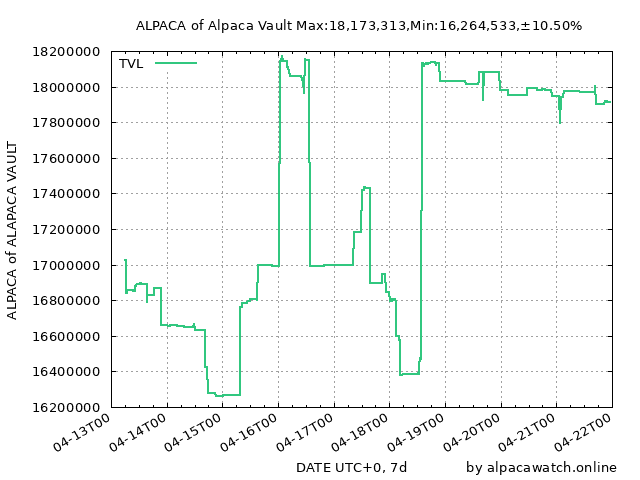 ALPACA of Alpaca Vault Max:18,173,313,Min:16,264,533,±10.50%
TVL
18200000
18000000
17800000
17600000
17400000
17200000
17000000
16800000
16600000
16400000
16200000
ALPACA of ALAPACA VAULT
04-13T00
04-14T00
04-15T00
04-16T00
04-17T00
04-18T00
04-19T00
04-20T00
04-21T00
04-22T00
DATE UTC+0, 7d
by alpacawatch.online